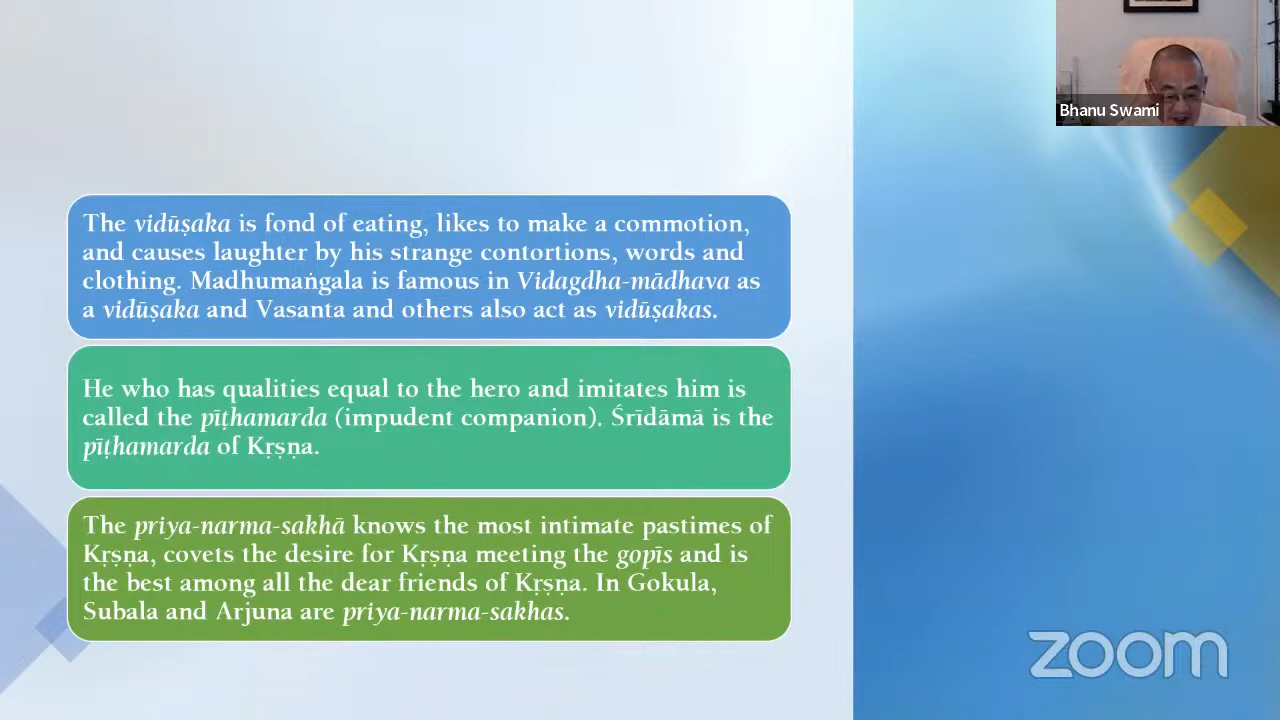 Bhanu Swami
The vidūṣaka is fond of eating, likes to make a commotion,
and causes laughter by his strange contortions, words and
clothing. Madhumaṅgala is famous in Vidagdha-mādhava as
a vidūṣaka and Vasanta and others also act as vidūṣakas.
He who has qualities equal to the hero and imitates him is
called the pīṭhamarda (impudent companion). Śrīdāmā is the
pīṭhamarda of Kṛṣṇa.
The priya-narma-sakhā knows the most intimate pastimes of
Kṛṣṇa, covets the desire for Kṛṣṇa meeting the gopīs and is
the best among all the dear friends of Kṛṣṇa. In Gokula,
Subala and Arjuna are priya-narma-sakhas.
zoom